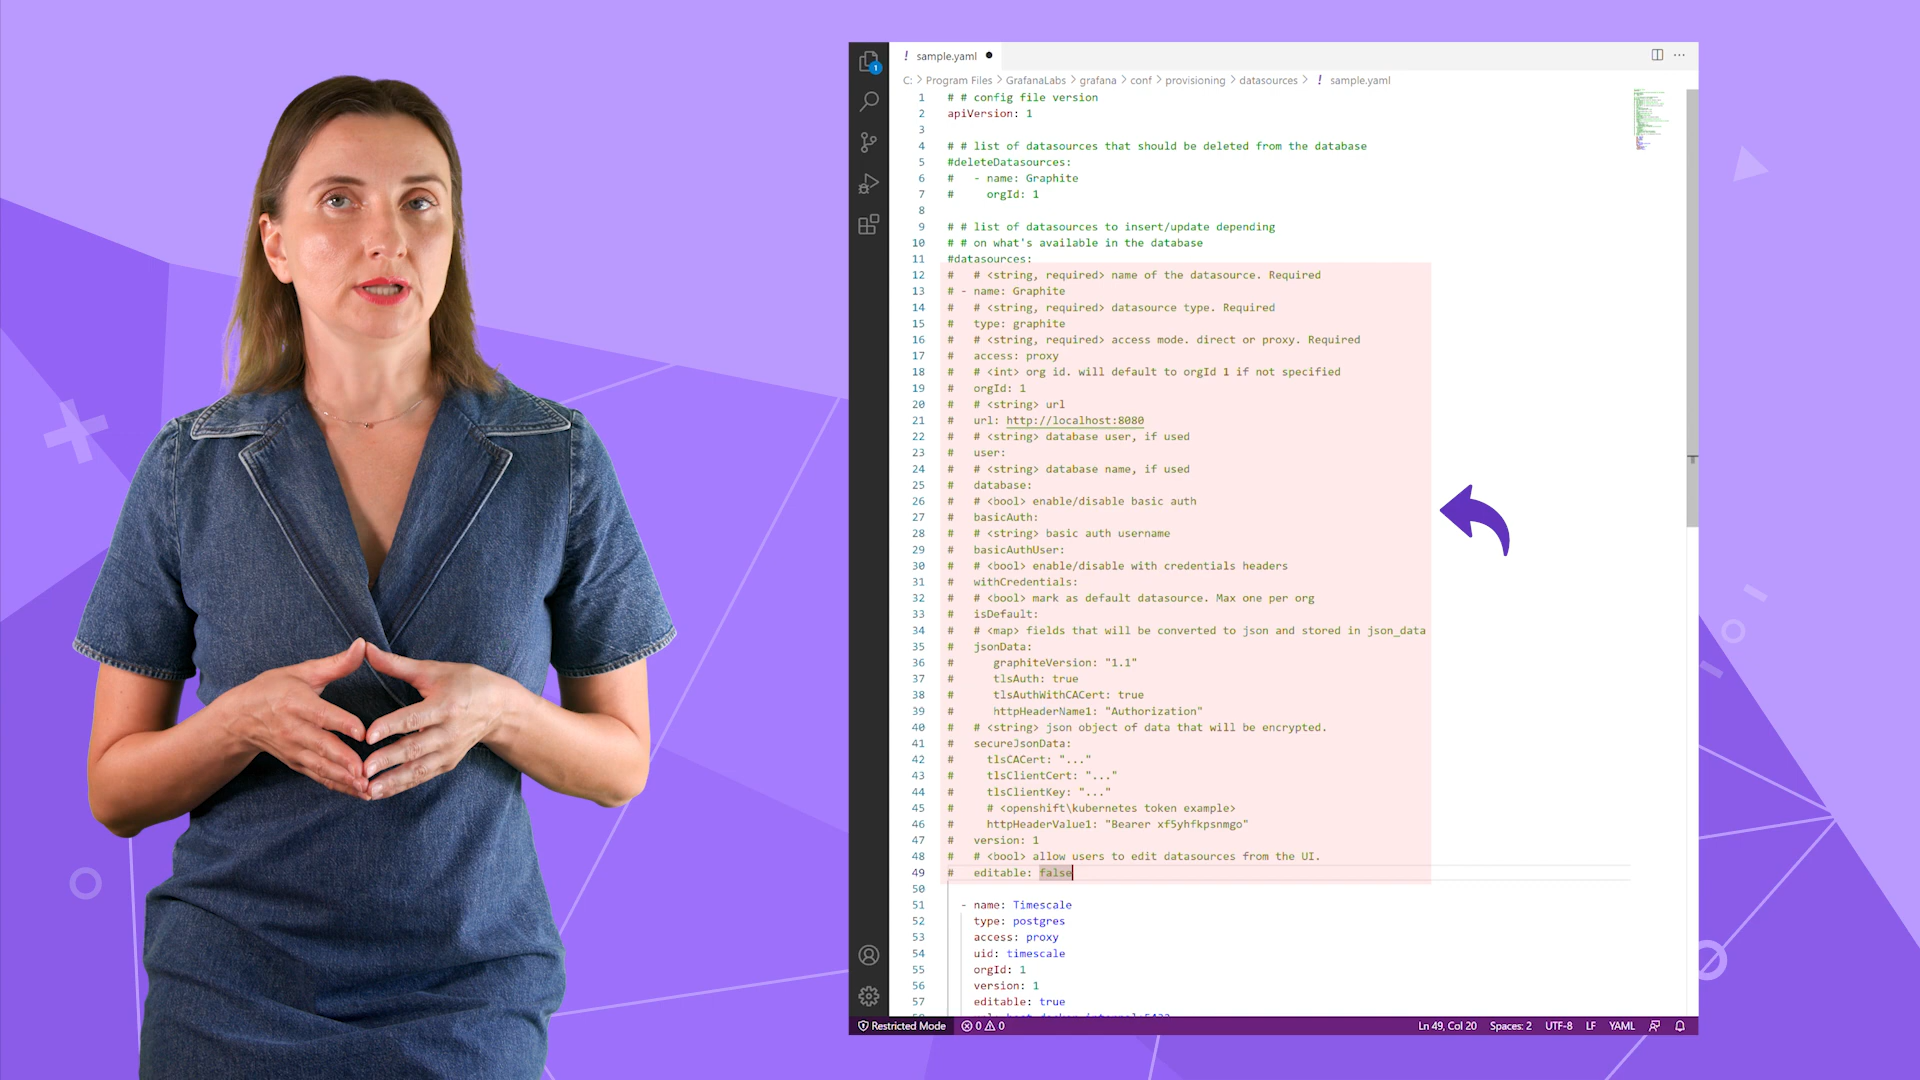 1
! sample.yaml
C: > Program Files > GrafanaLabs > grafana > conf > provisioning > datasources > ! sample.yaml
1 # # config file version
2 apiVersion: 1
3
4 # # list of datasources that should be deleted from the database
5 #deleteDatasources:
6 #   - name: Graphite
7 #     orgId: 1
8
9 # # list of datasources to insert/update depending
10 # # on what's available in the database
11 #datasources:
12 #   # <string, required> name of the datasource. Required
13 # - name: Graphite
14 #   # <string, required> datasource type. Required
15 #   type: graphite
16 #   # <string, required> access mode. direct or proxy. Required
17 #   access: proxy
18 #   # <int> org id. will default to orgId 1 if not specified
19 #   orgId: 1
20 #   # <string> url
21 #   url: http://localhost:8080
22 #   # <string> database user, if used
23 #   user:
24 #   # <string> database name, if used
25 #   database:
26 #   # <bool> enable/disable basic auth
27 #   basicAuth:
28 #   # <string> basic auth username
29 #   basicAuthUser:
30 #   # <bool> enable/disable with credentials headers
31 #   withCredentials:
32 #   # <bool> mark as default datasource. Max one per org
33 #   isDefault:
34 #   # <map> fields that will be converted to json and stored in json_data
35 #   jsonData:
36 #      graphiteVersion: "1.1"
37 #      tlsAuth: true
38 #      tlsAuthWithCACert: true
39 #      httpHeaderName1: "Authorization"
40 #   # <string> json object of data that will be encrypted.
41 #   secureJsonData:
42 #     tlsCACert: "..."
43 #     tlsClientCert: "..."
44 #     tlsClientKey: "..."
45 #     # <openshift\kubernetes token example>
46 #     httpHeaderValue1: "Bearer xf5yhfkpsnmgo"
47 #   version: 1
48 #   # <bool> allow users to edit datasources from the UI.
49 #   editable: false
50
51   - name: Timescale
52     type: postgres
53     access: proxy
54     uid: timescale
55     orgId: 1
56     version: 1
57     editable: true
Restricted Mode 0 0 Ln 49, Col 20 Spaces: 2 UTF-8 LF YAML